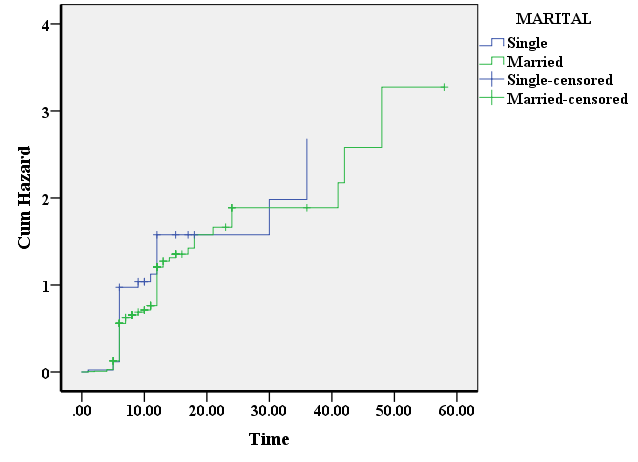 MARITAL
Single
Married
Single-censored
Married-censored
Cum Hazard
4
3
2
1
0
.00 10.00 20.00 30.00 40.00 50.00 60.00
Time